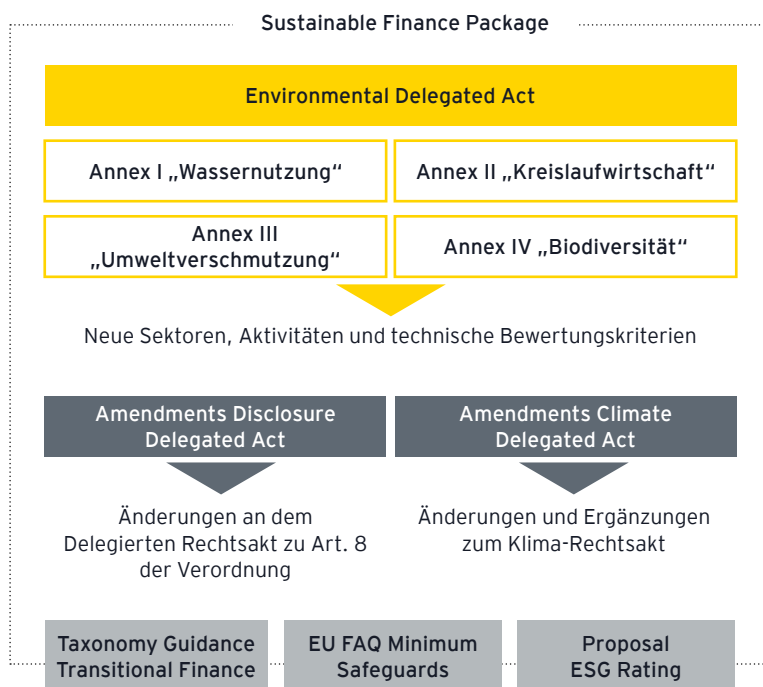 Sustainable Finance Package
Environmental Delegated Act
Annex I „Wassernutzung“
Annex II „Kreislaufwirtschaft“
Annex III
„Umweltverschmutzung“
Annex IV „Biodiversität“
Neue Sektoren, Aktivitäten und technische Bewertungskriterien
Amendments Disclosure
Delegated Act
Amendments Climate
Delegated Act
Änderungen an dem
Delegierten Rechtsakt zu Art. 8
der Verordnung
Änderungen und Ergänzungen
zum Klima-Rechtsakt
Taxonomy Guidance
Transitional Finance
EU FAQ Minimum
Safeguards
Proposal
ESG Rating